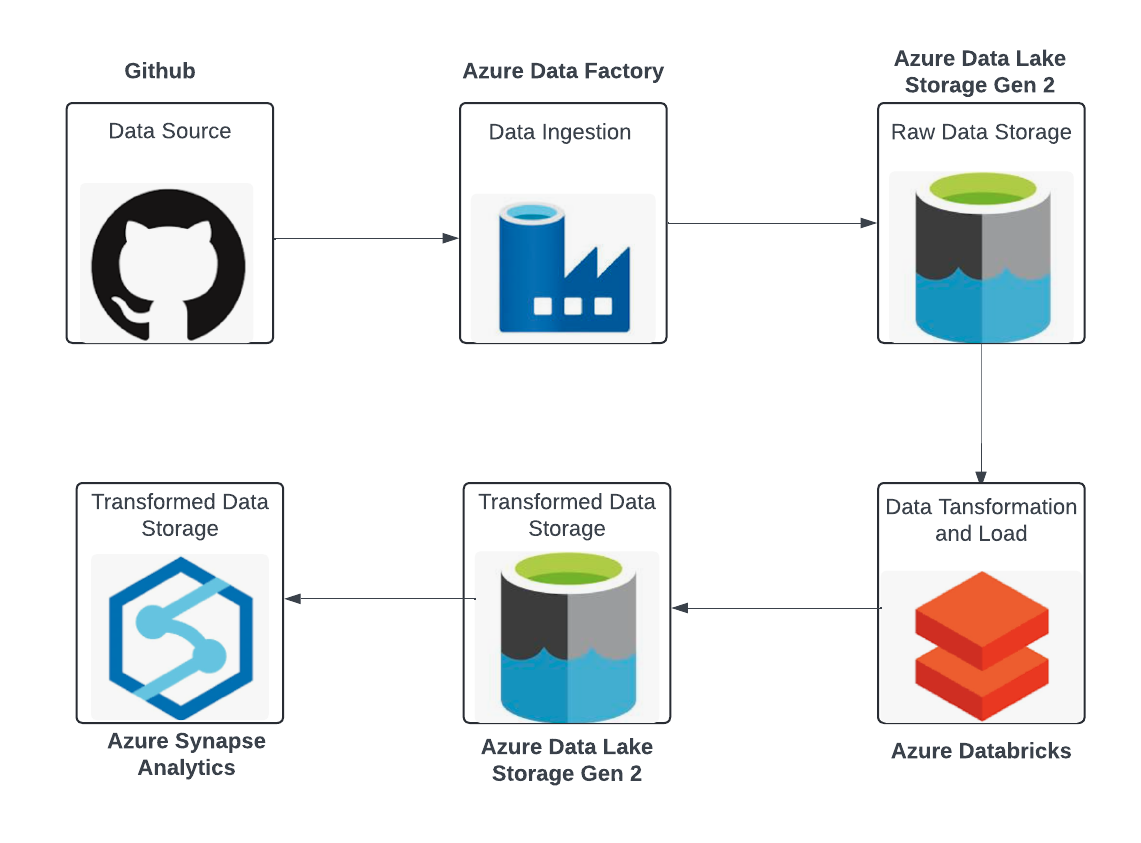 Github
Azure Data Factory
Azure Data Lake
Storage Gen 2
Data Source
Data Ingestion
Raw Data Storage
Transformed Data
Storage
Transformed Data
Storage
Data Tansformation
and Load
Azure Synapse
Analytics
Azure Data Lake
Storage Gen 2
Azure Databricks